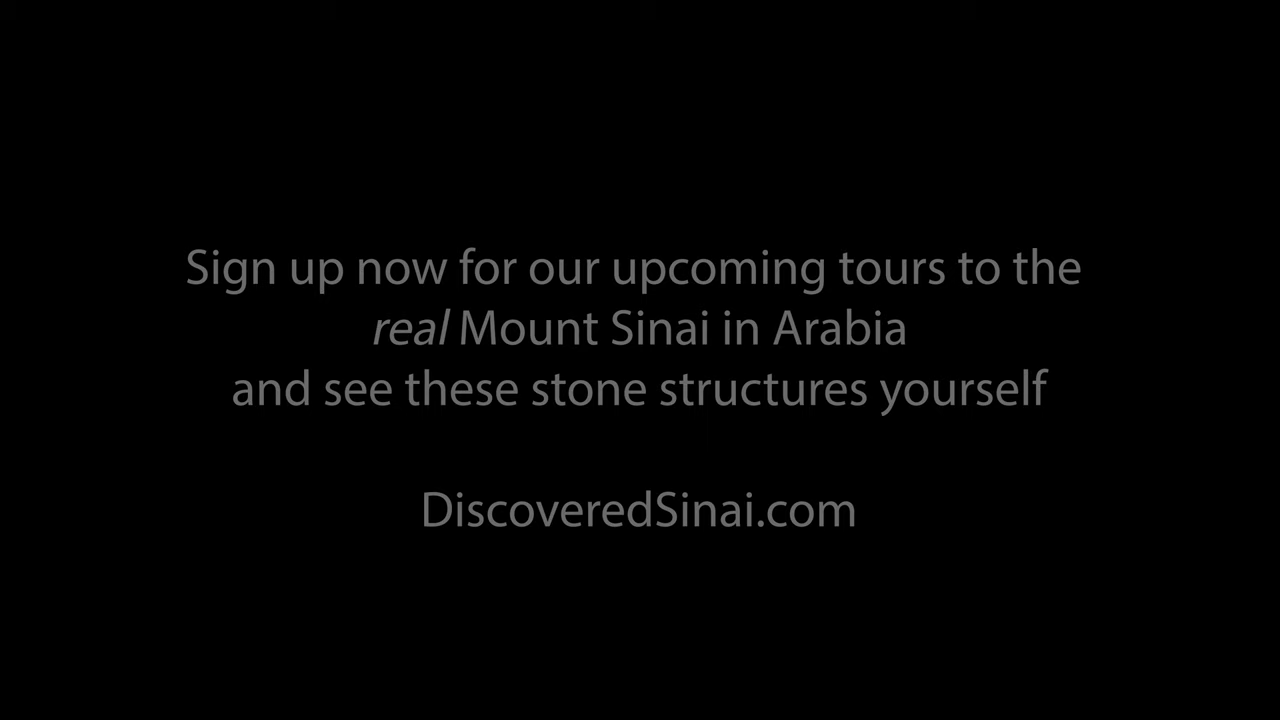 Sign up now for our upcoming tours to the
real Mount Sinai in Arabia
and see these stone structures yourself
DiscoveredSinai.com